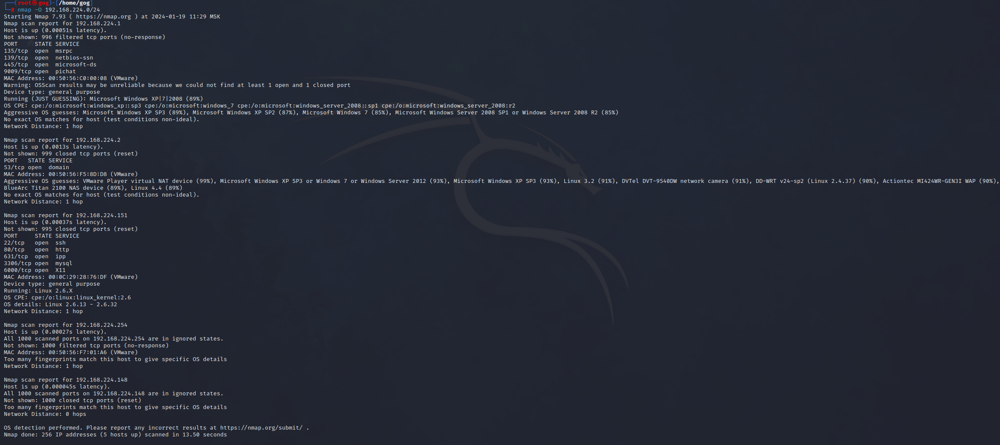 ┌──(root㉿gog)-[/home/gog]
└─# nmap -O 192.168.224.0/24
Starting Nmap 7.93 ( https://nmap.org ) at 2024-01-19 11:29 MSK
Nmap scan report for 192.168.224.1
Host is up (0.00051s latency).
Not shown: 996 filtered tcp ports (no-response)
PORT     STATE SERVICE
135/tcp  open  msrpc
139/tcp  open  netbios-ssn
445/tcp  open  microsoft-ds
9009/tcp open  pichat
MAC Address: 00:50:56:C0:00:08 (VMware)
Warning: OSScan results may be unreliable because we could not find at least 1 open and 1 closed port
Device type: general purpose
Running (JUST GUESSING): Microsoft Windows XP|7|2008 (89%)
OS CPE: cpe:/o:microsoft:windows_xp::sp3 cpe:/o:microsoft:windows_7 cpe:/o:microsoft:windows_server_2008::sp1 cpe:/o:microsoft:windows_server_2008:r2
Aggressive OS guesses: Microsoft Windows XP SP3 (89%), Microsoft Windows XP SP2 (87%), Microsoft Windows 7 (85%), Microsoft Windows Server 2008 SP1 or Windows Server 2008 R2 (85%)
No exact OS matches for host (test conditions non-ideal).
Network Distance: 1 hop

Nmap scan report for 192.168.224.2
Host is up (0.0013s latency).
Not shown: 999 closed tcp ports (reset)
PORT   STATE SERVICE
53/tcp open  domain
MAC Address: 00:50:56:F5:8D:D8 (VMware)
Aggressive OS guesses: VMware Player virtual NAT device (99%), Microsoft Windows XP SP3 or Windows 7 or Windows Server 2012 (93%), Microsoft Windows XP SP3 (93%), Linux 3.2 (91%), DVTel DVT-9540DW network camera (91%), DD-WRT v24-sp2 (Linux 2.4.37) (90%), Actiontec MI424WR-GEN3I WAP (90%),
BlueArc Titan 2100 NAS device (89%), Linux 4.4 (89%)
No exact OS matches for host (test conditions non-ideal).
Network Distance: 1 hop

Nmap scan report for 192.168.224.151
Host is up (0.00037s latency).
Not shown: 995 closed tcp ports (reset)
PORT     STATE SERVICE
22/tcp   open  ssh
80/tcp   open  http
631/tcp  open  ipp
3306/tcp open  mysql
6000/tcp open  X11
MAC Address: 00:0C:29:28:76:DF (VMware)
Device type: general purpose
Running: Linux 2.6.X
OS CPE: cpe:/o:linux:linux_kernel:2.6
OS details: Linux 2.6.13 - 2.6.32
Network Distance: 1 hop

Nmap scan report for 192.168.224.254
Host is up (0.00027s latency).
All 1000 scanned ports on 192.168.224.254 are in ignored states.
Not shown: 1000 filtered tcp ports (no-response)
MAC Address: 00:50:56:F7:01:A6 (VMware)
Too many fingerprints match this host to give specific OS details
Network Distance: 1 hop

Nmap scan report for 192.168.224.148
Host is up (0.000045s latency).
All 1000 scanned ports on 192.168.224.148 are in ignored states.
Not shown: 1000 closed tcp ports (reset)
Too many fingerprints match this host to give specific OS details
Network Distance: 0 hops

OS detection performed. Please report any incorrect results at https://nmap.org/submit/ .
Nmap done: 256 IP addresses (5 hosts up) scanned in 13.50 seconds